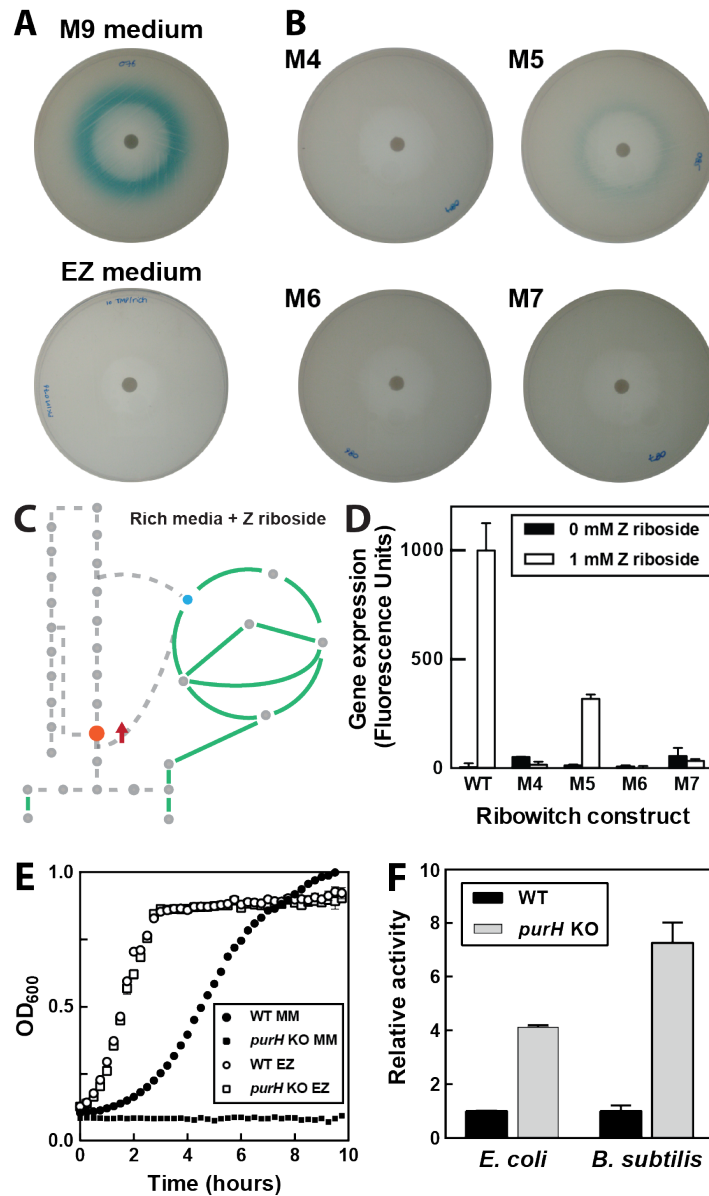 A
M9 medium
B
M4
M5
EZ medium
M6
M7
C
Rich media + Z riboside
D
Gene expression
(Fluorescence Units)
1000
500
0
0 mM Z riboside
1 mM Z riboside
WT
M4
M5
M6
M7
Ribowitch construct
E
OD600
1.0
0.5
0.0
WT MM
purH KO MM
WT EZ
purH KO EZ
0
2
4
6
8
10
Time (hours)
F
Relative activity
10
8
6
4
2
0
WT
purH KO
E. coli
B. subtilis